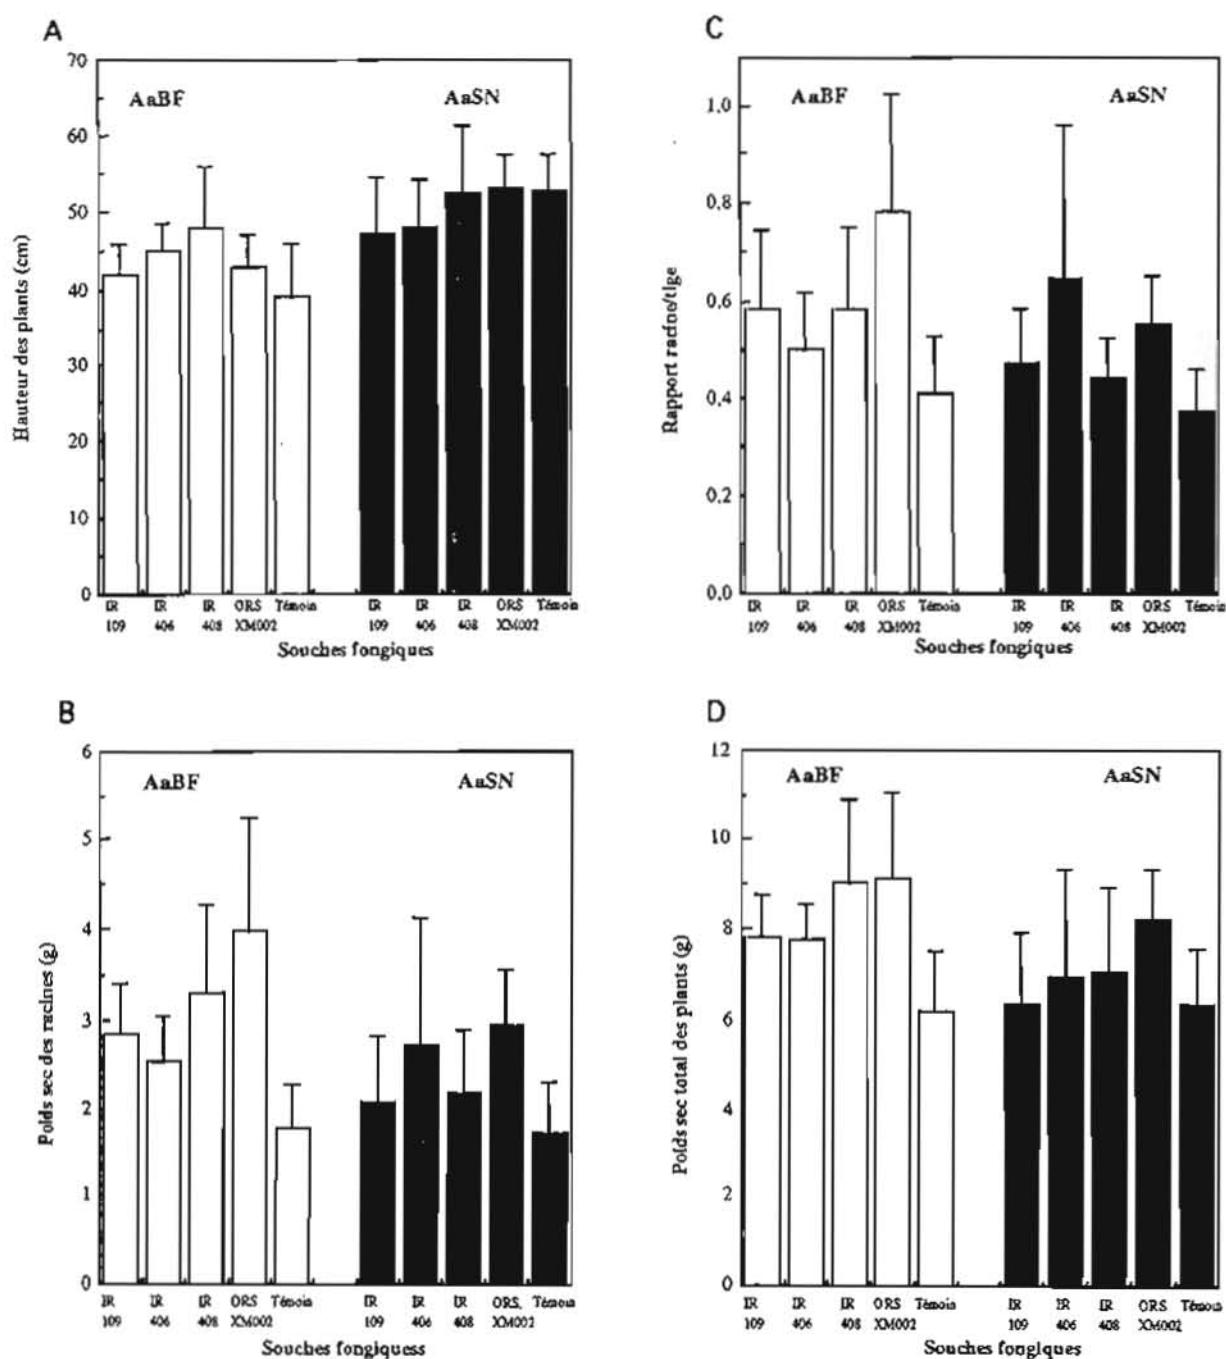 A
70
60
50
40
30
20
10
0
Hauteur des plants (cm)
AaBF
AaSN
IR IR IR ORS Témoin IR IR IR ORS Témoin
109 406 408 XM002 109 406 408 XM002
Souches fongiques
C
1.0
0.8
0.6
0.4
0.2
0.0
Rapport racine/tige
AaBF
AaSN
IR IR IR ORS Témoin IR IR IR ORS Témoin
109 406 408 XM002 109 406 408 XM002
Souches fongiques
B
6
5
4
3
2
1
0
Poids sec des racines (g)
AaBF
AaSN
IR IR IR ORS Témoin IR IR IR ORS. Témoin
109 406 408 XM002 109 406 408 XM002
Souches fongiquess
D
12
10
8
6
4
2
0
Poids sec total des plants (g)
AaBF
AaSN
IR IR IR ORS Témoin IR IR IR ORS Témoin
109 406 408 XM002 109 406 408 XM002
Souches fongiques